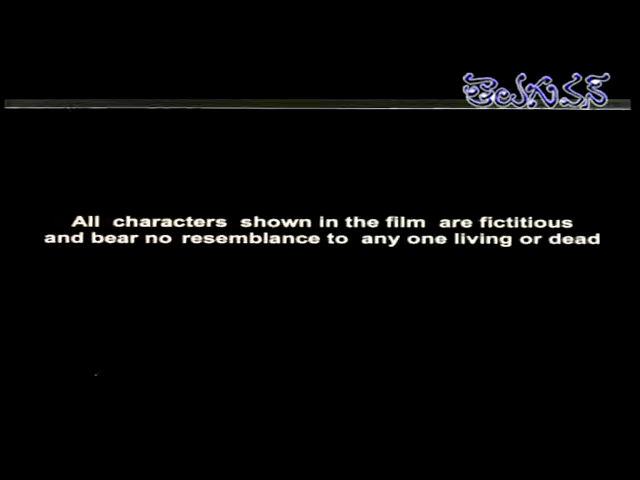 తెలుగువన్
All characters shown in the film are fictitious
and bear no resemblance to any one living or dead